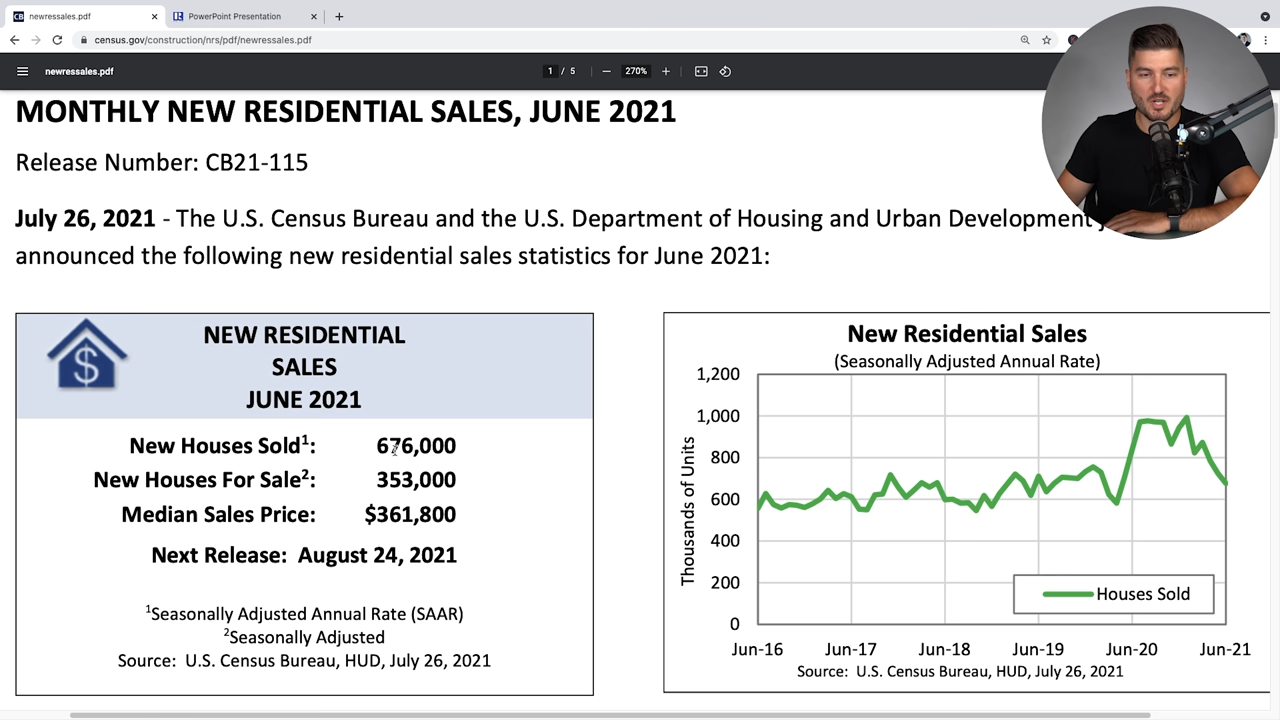 newressales.pdf
PowerPoint Presentation
census.gov/construction/nrs/pdf/newressales.pdf
newressales.pdf
1 / 5
270%
MONTHLY NEW RESIDENTIAL SALES, JUNE 2021
Release Number: CB21-115
July 26, 2021 - The U.S. Census Bureau and the U.S. Department of Housing and Urban Development
announced the following new residential sales statistics for June 2021:
NEW RESIDENTIAL
SALES
JUNE 2021
New Houses Sold¹: 676,000
New Houses For Sale²: 353,000
Median Sales Price: $361,800
Next Release: August 24, 2021
¹Seasonally Adjusted Annual Rate (SAAR)
²Seasonally Adjusted
Source: U.S. Census Bureau, HUD, July 26, 2021
New Residential Sales
(Seasonally Adjusted Annual Rate)
Thousands of Units
1,200
1,000
800
600
400
200
0
Houses Sold
Jun-16 Jun-17 Jun-18 Jun-19 Jun-20 Jun-21
Source: U.S. Census Bureau, HUD, July 26, 2021